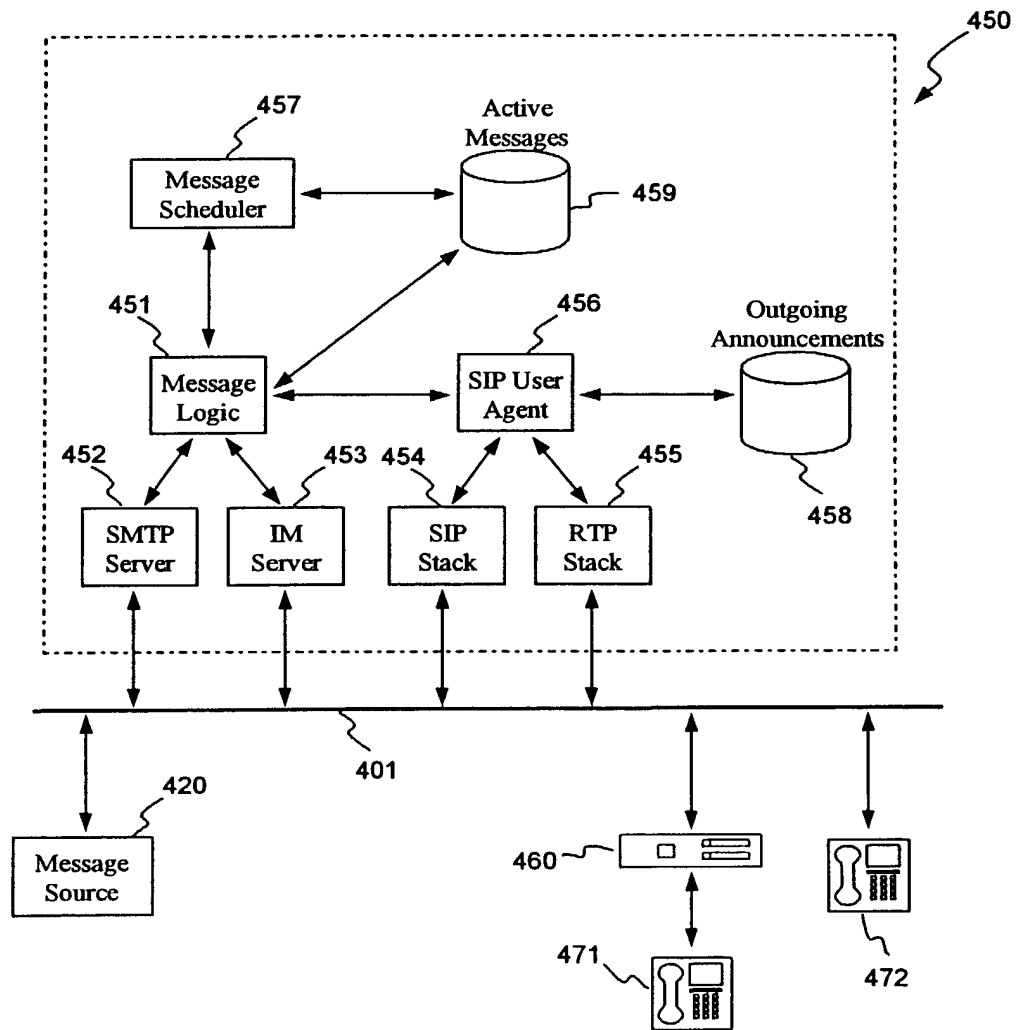 450
457
Active
Messages
Message
Scheduler
459
451
456
Outgoing
Announcements
Message
Logic
SIP User
Agent
452
453
454
455
458
SMTP
Server
IM
Server
SIP
Stack
RTP
Stack
401
420
Message
Source
460
471
472